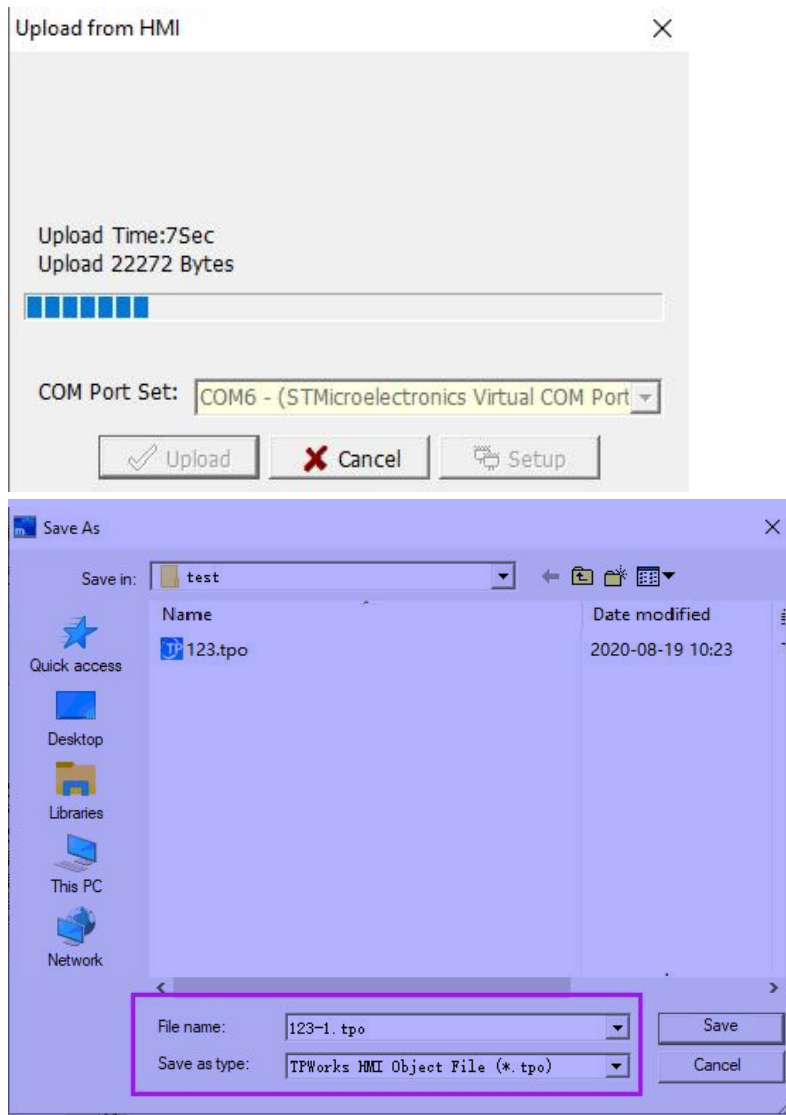 Upload from HMI
Upload Time:7Sec
Upload 22272 Bytes
COM Port Set: COM6 - (STMicroelectronics Virtual COM Port
Upload Cancel Setup
Save As
Save in: test
Name Date modified
TP 123.tpo 2020-08-19 10:23
Quick access
Desktop
Libraries
This PC
Network
File name: 123-1.tpo Save
Save as type: TPWorks HMI Object File (*.tpo) Cancel